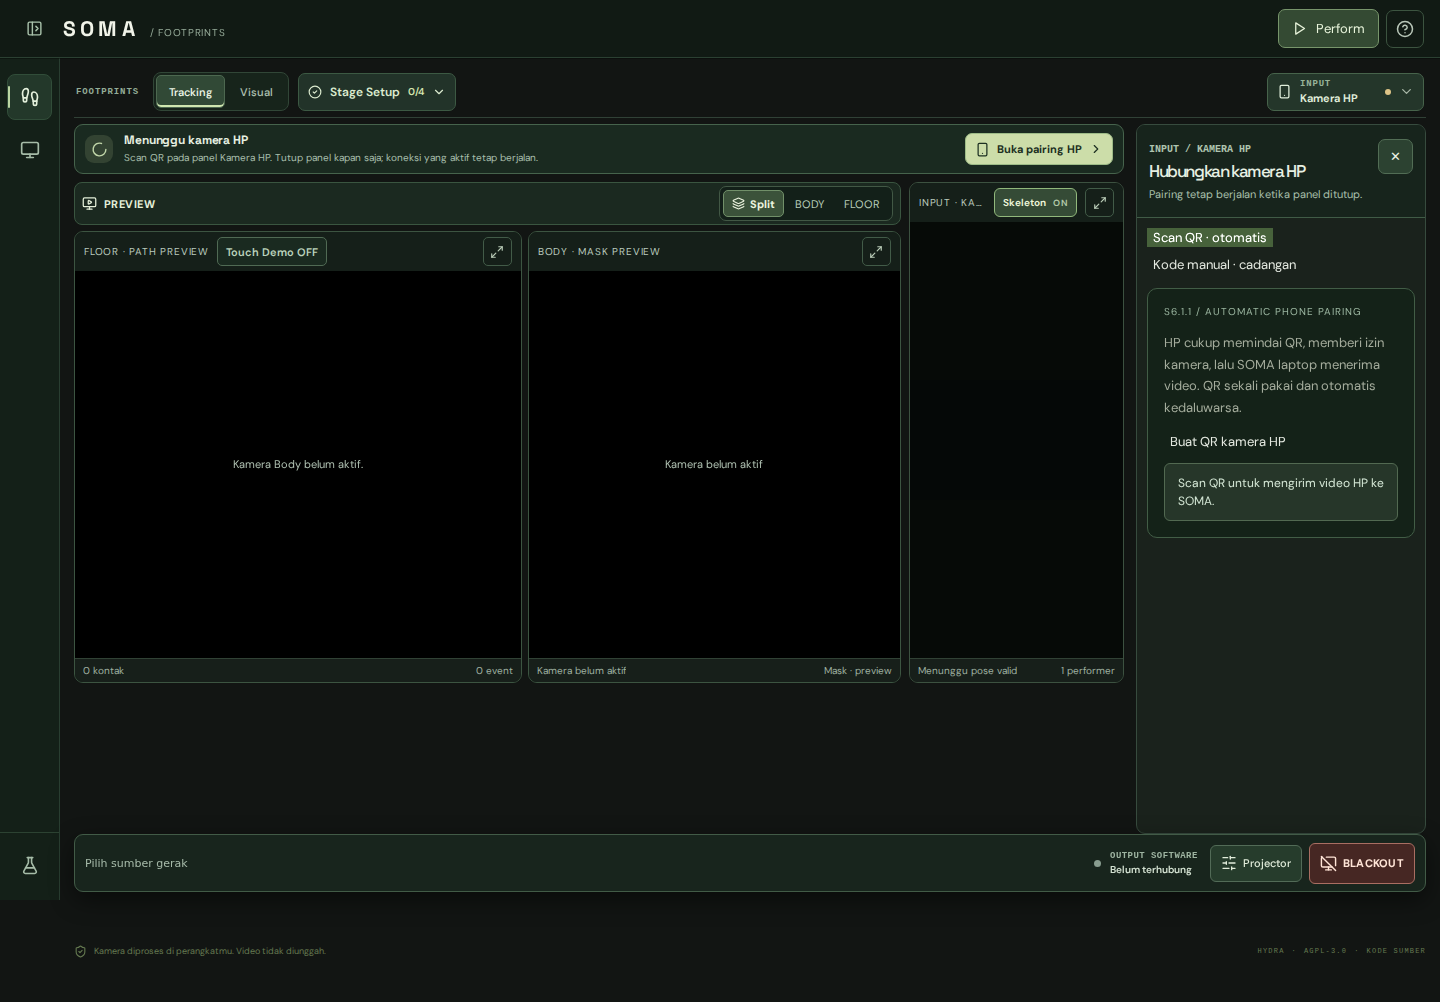 SOMA / FOOTPRINTS
Perform
FOOTPRINTS
Tracking
Visual
Stage Setup 0/4
INPUT
Kamera HP
Menunggu kamera HP
Scan QR pada panel Kamera HP. Tutup panel kapan saja; koneksi yang aktif tetap berjalan.
Buka pairing HP
PREVIEW
Split
BODY
FLOOR
INPUT · KA...
Skeleton ON
FLOOR · PATH PREVIEW
Touch Demo OFF
BODY · MASK PREVIEW
Kamera Body belum aktif.
Kamera belum aktif
0 kontak
0 event
Kamera belum aktif
Mask · preview
Menunggu pose valid
1 performer
INPUT / KAMERA HP
Hubungkan kamera HP
Pairing tetap berjalan ketika panel ditutup.
Scan QR · otomatis
Kode manual · cadangan
S6.1.1 / AUTOMATIC PHONE PAIRING
HP cukup memindai QR, memberi izin
kamera, lalu SOMA laptop menerima
video. QR sekali pakai dan otomatis
kedaluwarsa.
Buat QR kamera HP
Scan QR untuk mengirim video HP ke
SOMA.
Pilih sumber gerak
OUTPUT SOFTWARE
Belum terhubung
Projector
BLACKOUT
Kamera diproses di perangkatmu. Video tidak diunggah.
HYDRA · AGPL-3.0 · KODE SUMBER